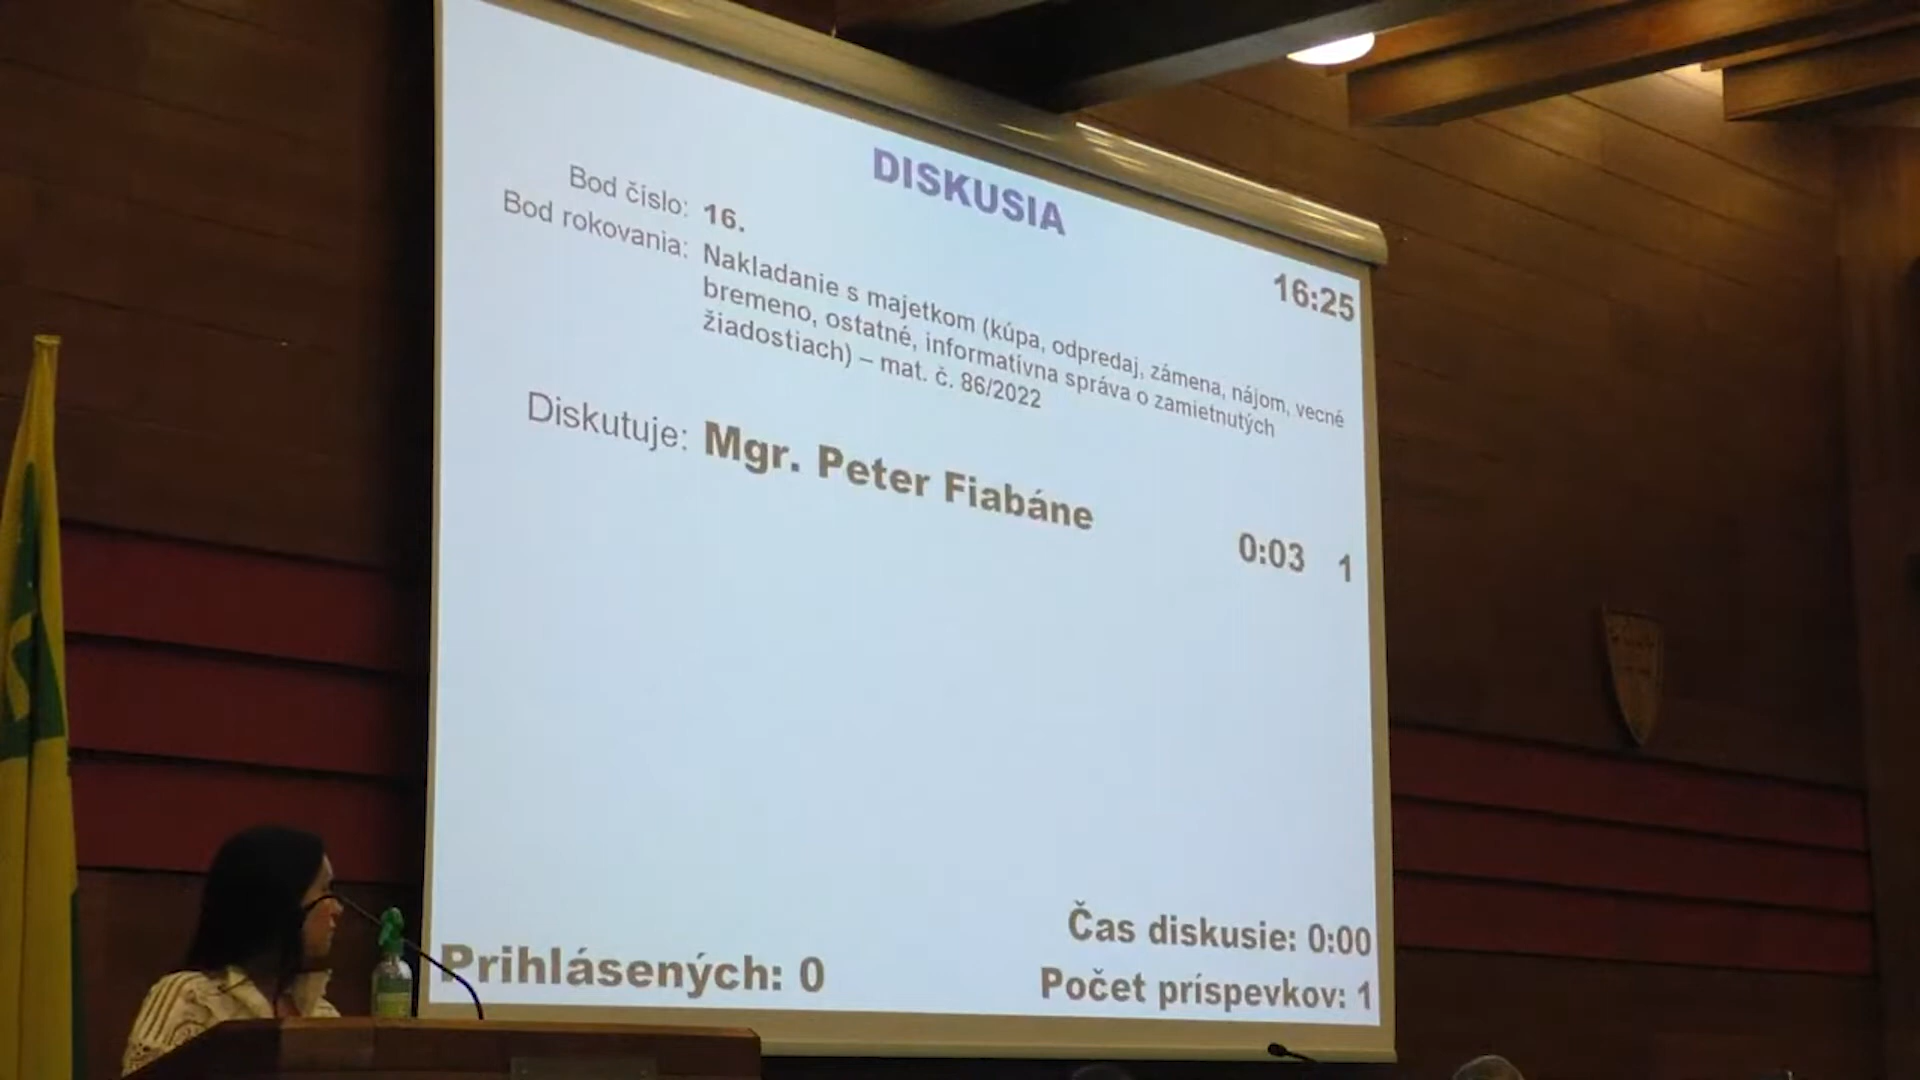 DISKUSIA
Bod číslo: 16.
16:25
Bod rokovania: Nakladanie s majetkom (kúpa, odpredaj, zámena, nájom, vecné
bremeno, ostatné, informatívna správa o zamietnutých
žiadostiach) – mat. č. 86/2022
Diskutuje: Mgr. Peter Fiabáne
0:03 1
Čas diskusie: 0:00
Prihlásených: 0
Počet príspevkov: 1